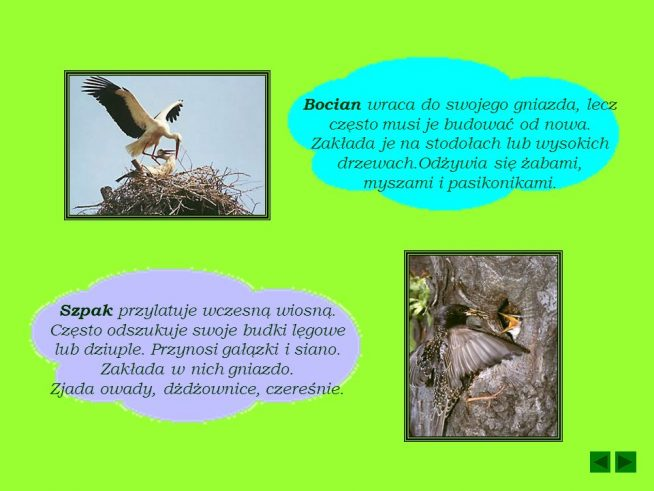 Bocian wraca do swojego gniazda, lecz
często musi je budować od nowa.
Zakłada je na stodołach lub wysokich
drzewach.Odżywia się żabami,
myszami i pasikonikami.
Szpak przylatuje wczesną wiosną.
Często odszukuje swoje budki lęgowe
lub dziuple. Przynosi gałązki i siano.
Zakłada w nich gniazdo.
Zjada owady, dżdżownice, czereśnie.